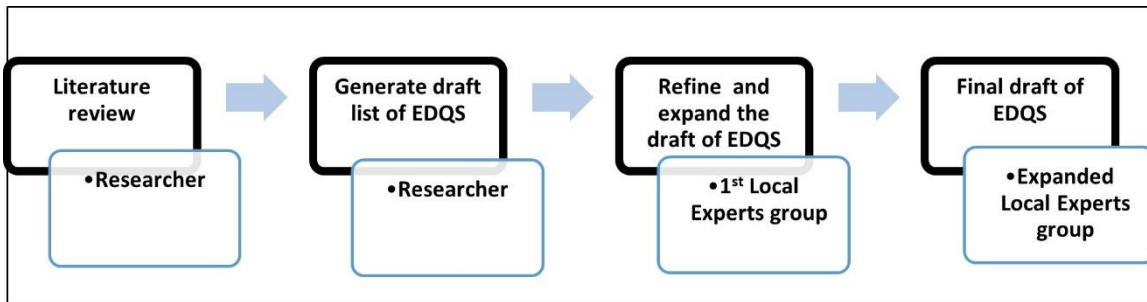 Literature
review
•Researcher
Generate draft
list of EDQS
•Researcher
Refine and
expand the
draft of EDQS
•1st Local
Experts group
Final draft of
EDQS
•Expanded
Local Experts
group